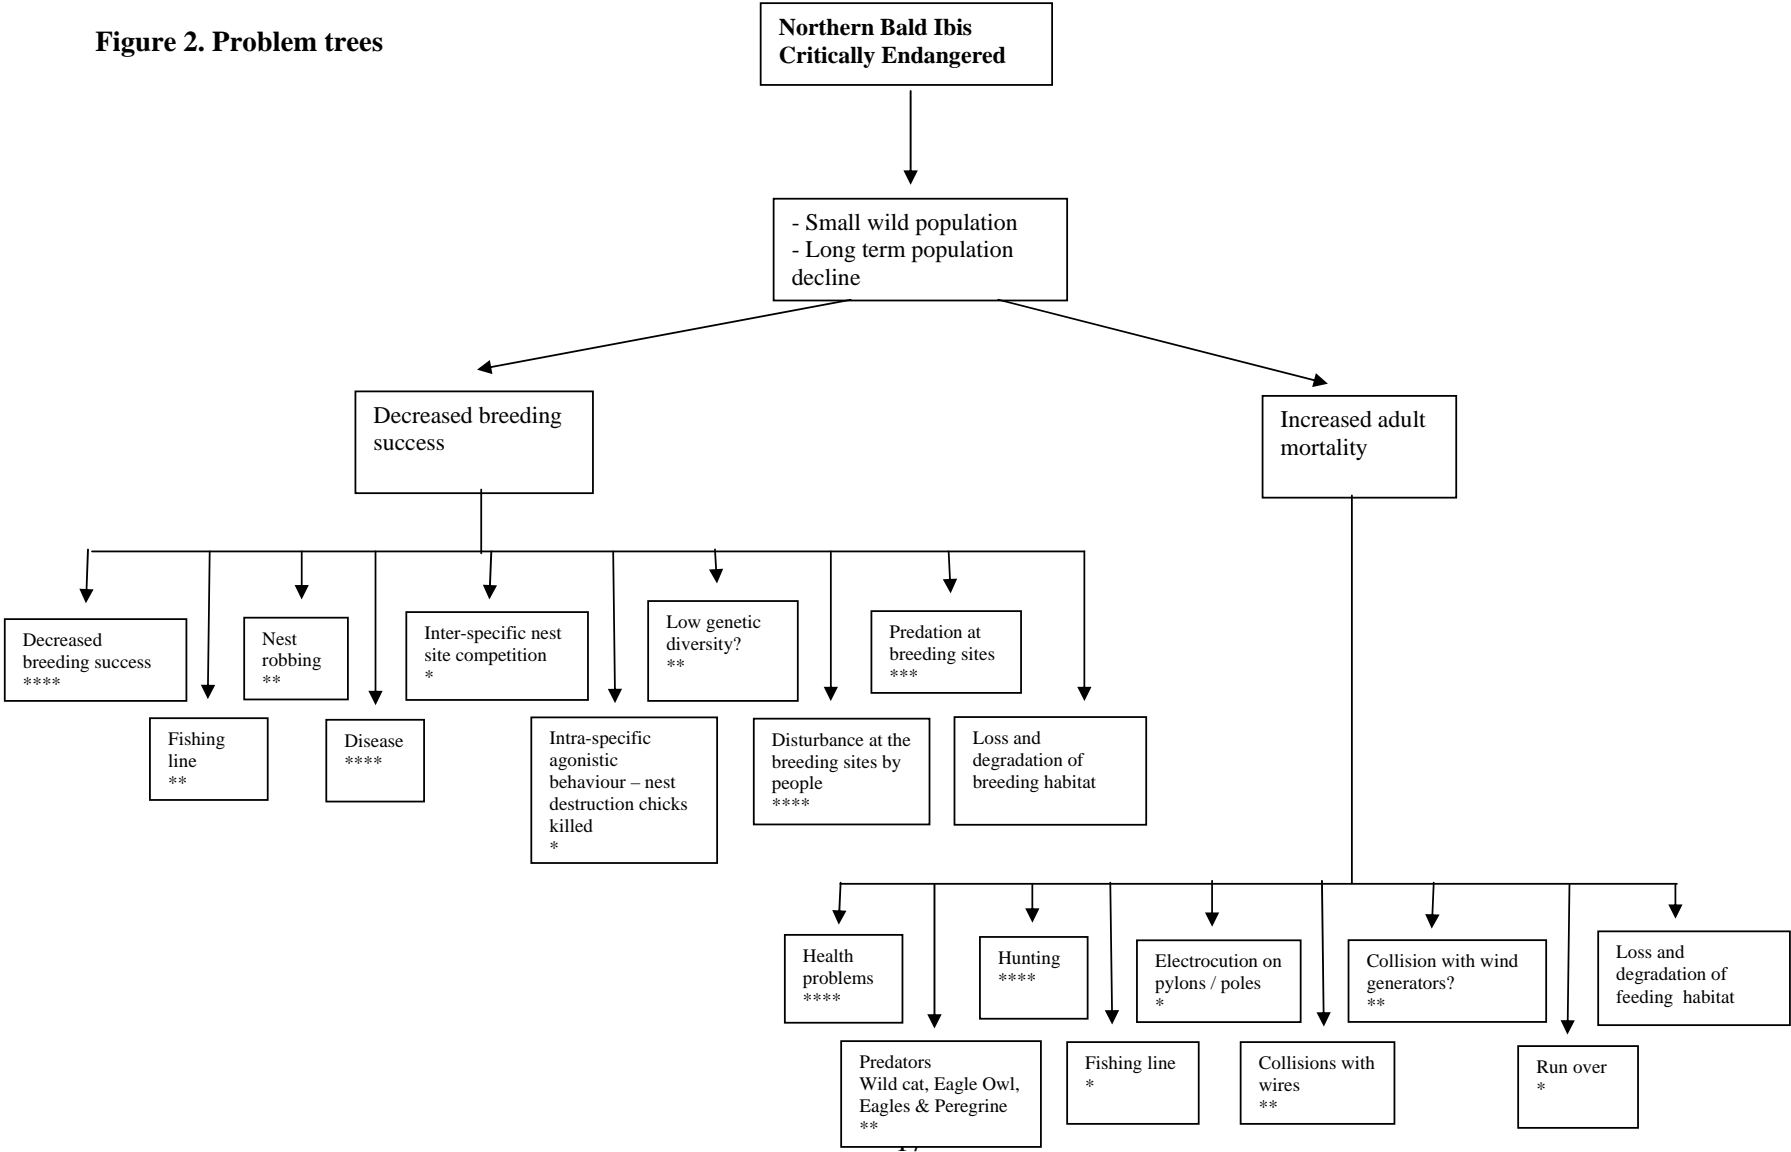 Figure 2. Problem trees
Northern Bald Ibis
Critically Endangered
- Small wild population
- Long term population
decline
Decreased breeding
success
Increased adult
mortality
Decreased
breeding success
****
Fishing
line
**
Nest
robbing
**
Disease
****
Inter-specific nest
site competition
*
Intra-specific
agonistic
behaviour – nest
destruction chicks
killed
*
Low genetic
diversity?
**
Disturbance at the
breeding sites by
people
****
Predation at
breeding sites
***
Loss and
degradation of
breeding habitat
Health
problems
****
Predators
Wild cat, Eagle Owl,
Eagles & Peregrine
**
Hunting
****
Fishing line
*
Electrocution on
pylons / poles
*
Collisions with
wires
**
Collision with wind
generators?
**
Run over
*
Loss and
degradation of
feeding habitat